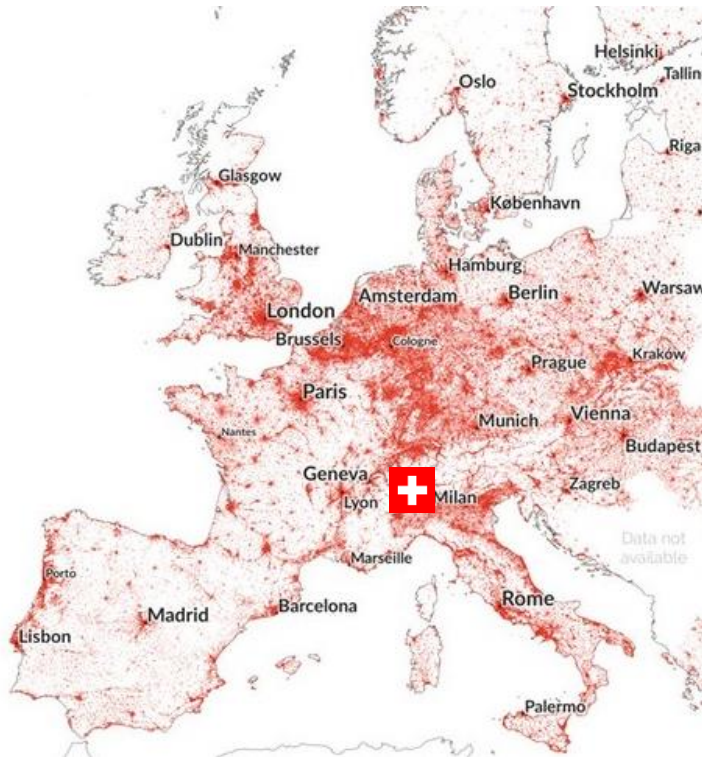 Helsinki
Oslo
Tallin
Stockholm
Riga
Glasgow
København
Dublin
Manchester
Hamburg
Amsterdam
Berlin
Warsaw
London
Brussels
Cologne
Kraków
Prague
Paris
Munich
Vienna
Nantes
Budapest
Geneva
Zagreb
Lyon
Milan
Data not
available
Marseille
Porto
Rome
Barcelona
Madrid
Lisbon
Palermo